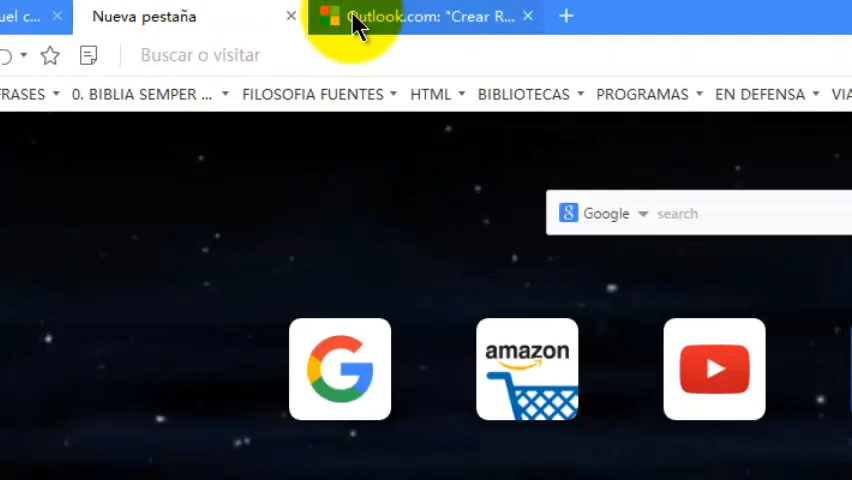 uel c... Nueva pestaña Outlook.com: "Crear R...
Buscar o visitar
FRASES 0. BIBLIA SEMPER ... FILOSOFIA FUENTES HTML BIBLIOTECAS PROGRAMAS EN DEFENSA VIA
8 Google search
G amazon